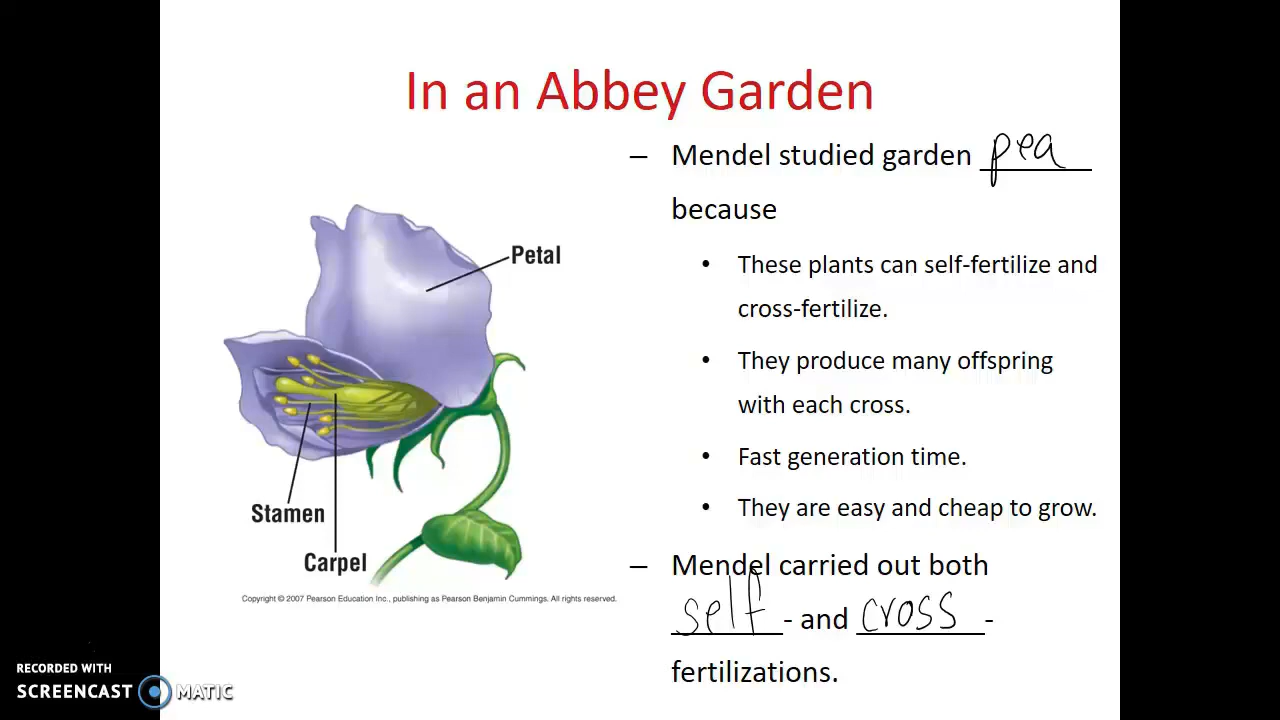 In an Abbey Garden
– Mendel studied garden pea
because
• These plants can self-fertilize and
cross-fertilize.
• They produce many offspring
with each cross.
• Fast generation time.
• They are easy and cheap to grow.
– Mendel carried out both
self- and cross-
fertilizations.
Petal
Stamen
Carpel
Copyright © 2007 Pearson Education Inc., publishing as Pearson Benjamin Cummings. All rights reserved.
RECORDED WITH
SCREENCAST MATIC